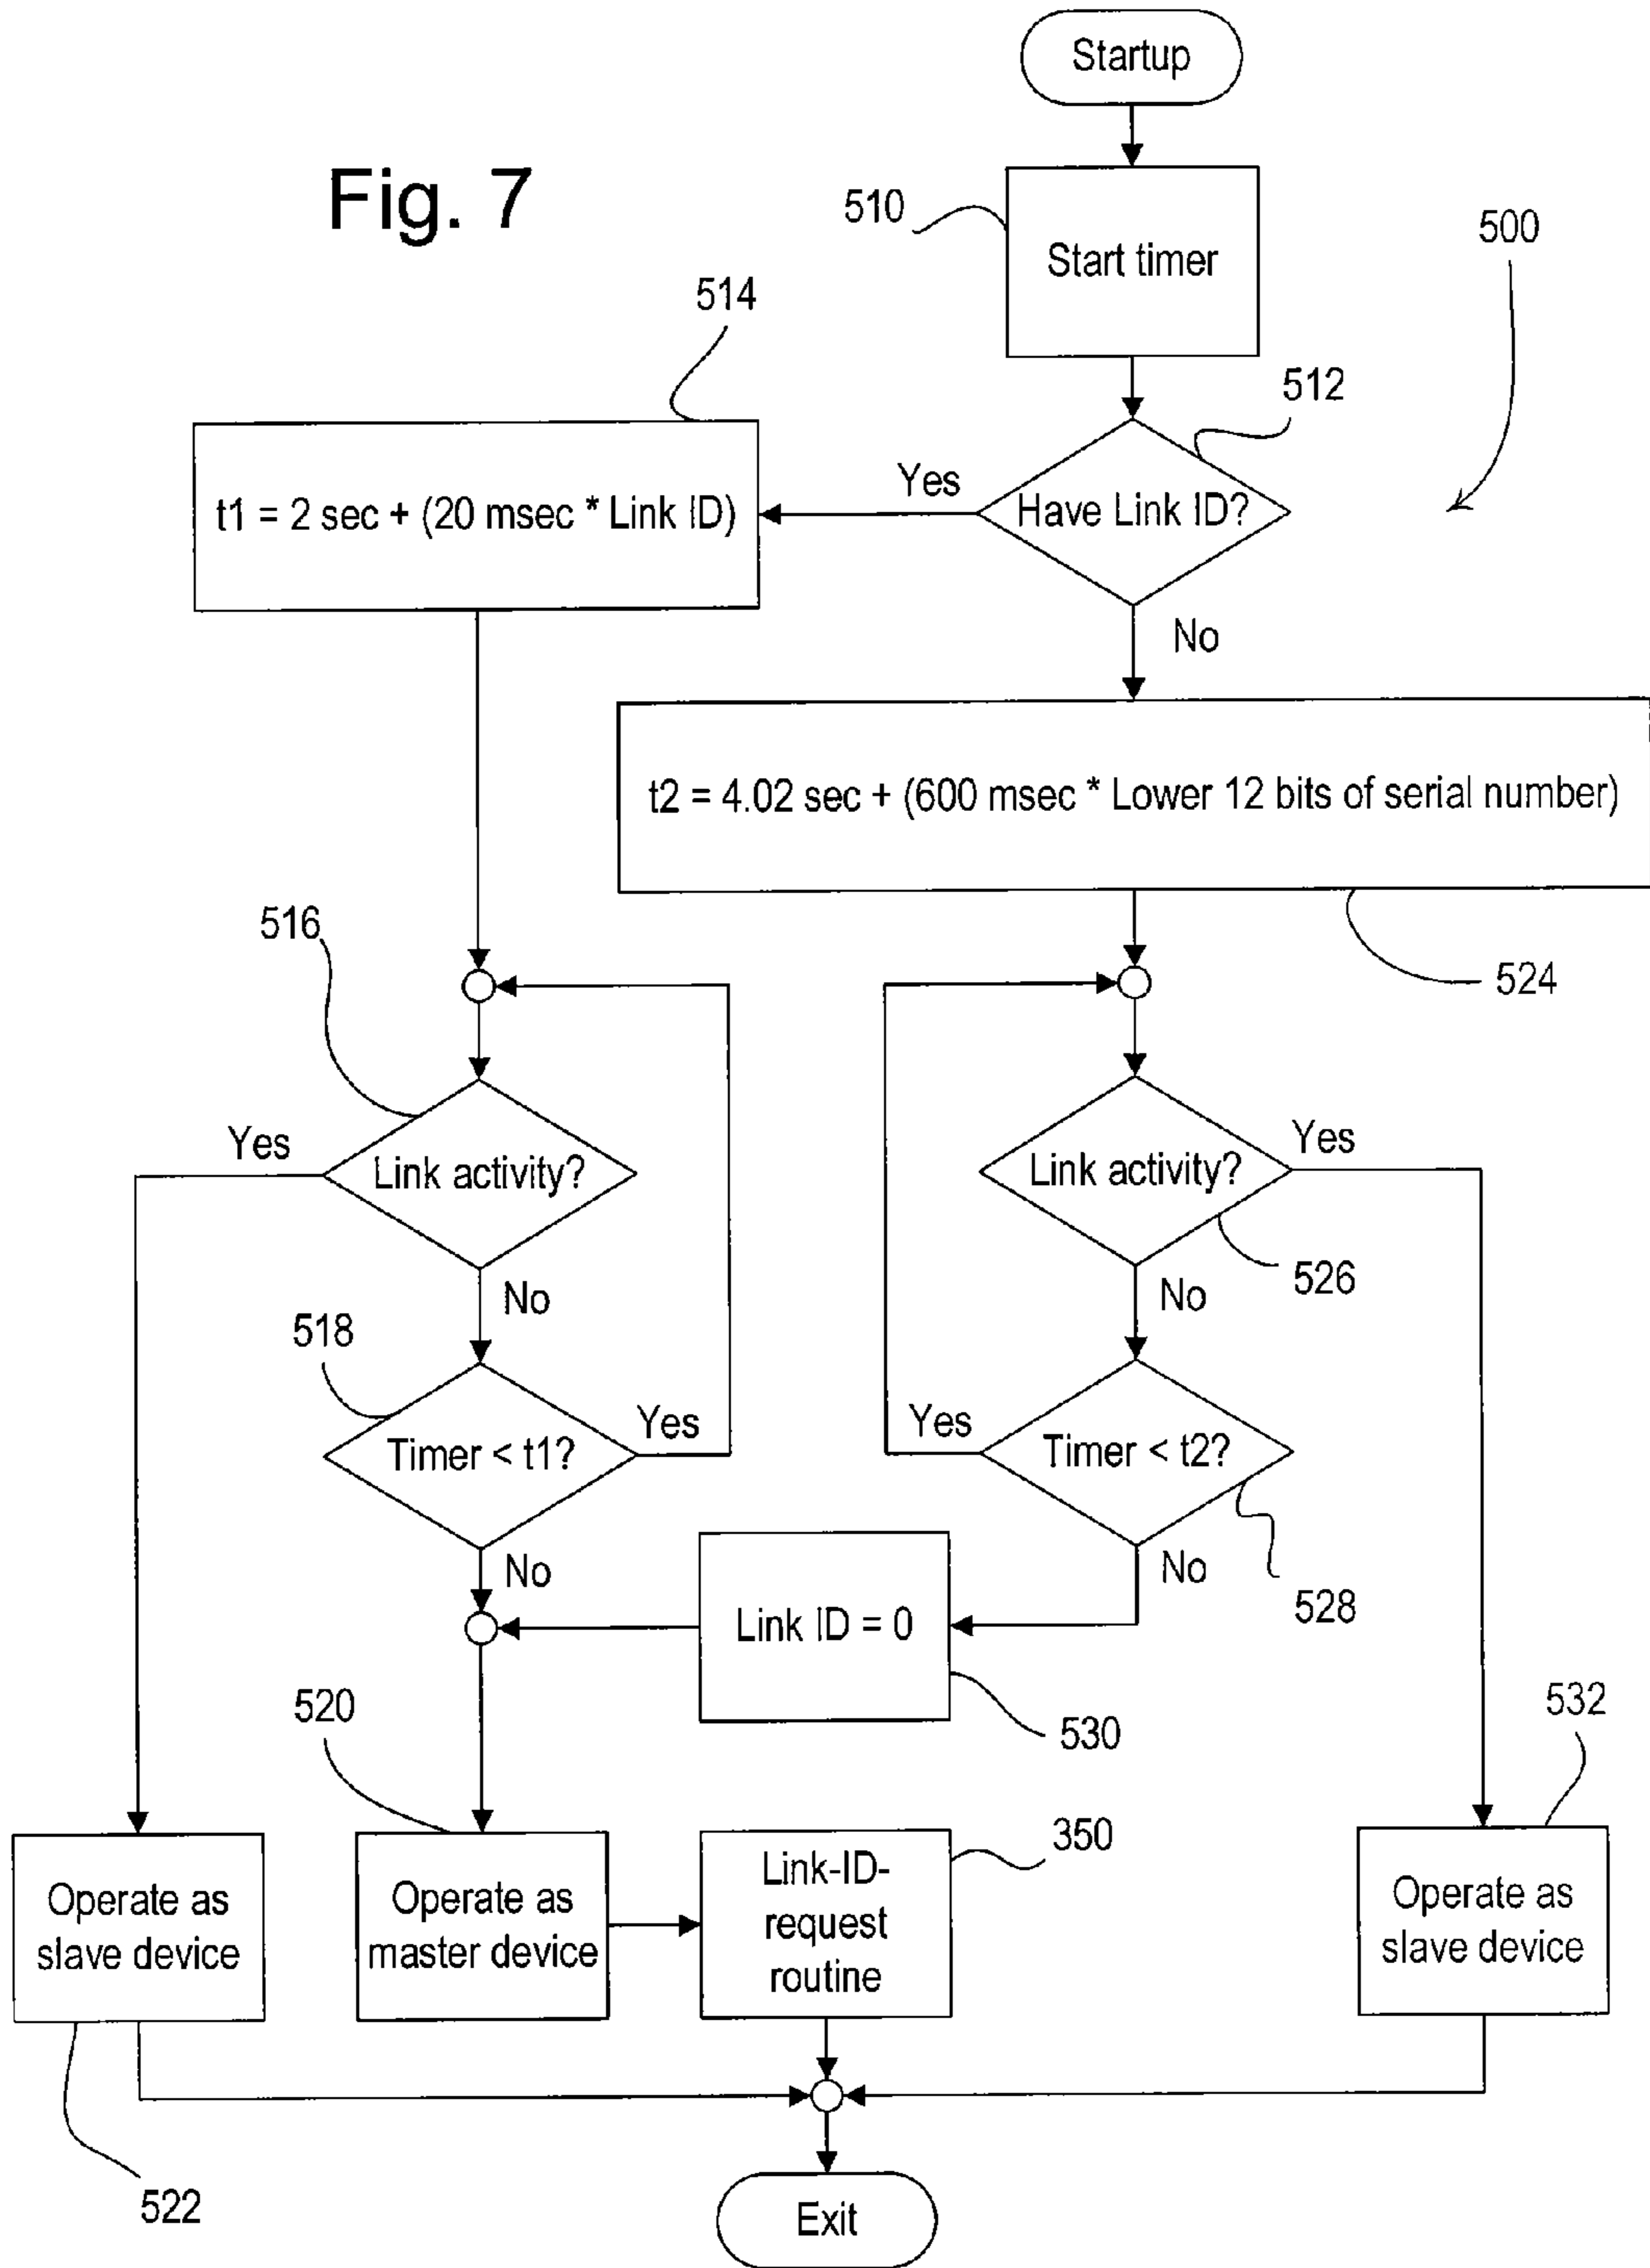 Startup
Fig. 7
510
Start timer
500
514
512
Yes
Have Link ID?
t1 = 2 sec + (20 msec * Link ID)
No
t2 = 4.02 sec + (600 msec * Lower 12 bits of serial number)
516
524
Yes
Link activity?
Link activity?
Yes
No
526
No
518
Yes
Timer < t1?
Yes
Timer < t2?
No
Link ID = 0
No
528
520
530
532
350
Operate as
slave device
Operate as
master device
Link-ID-
request
routine
Operate as
slave device
522
Exit